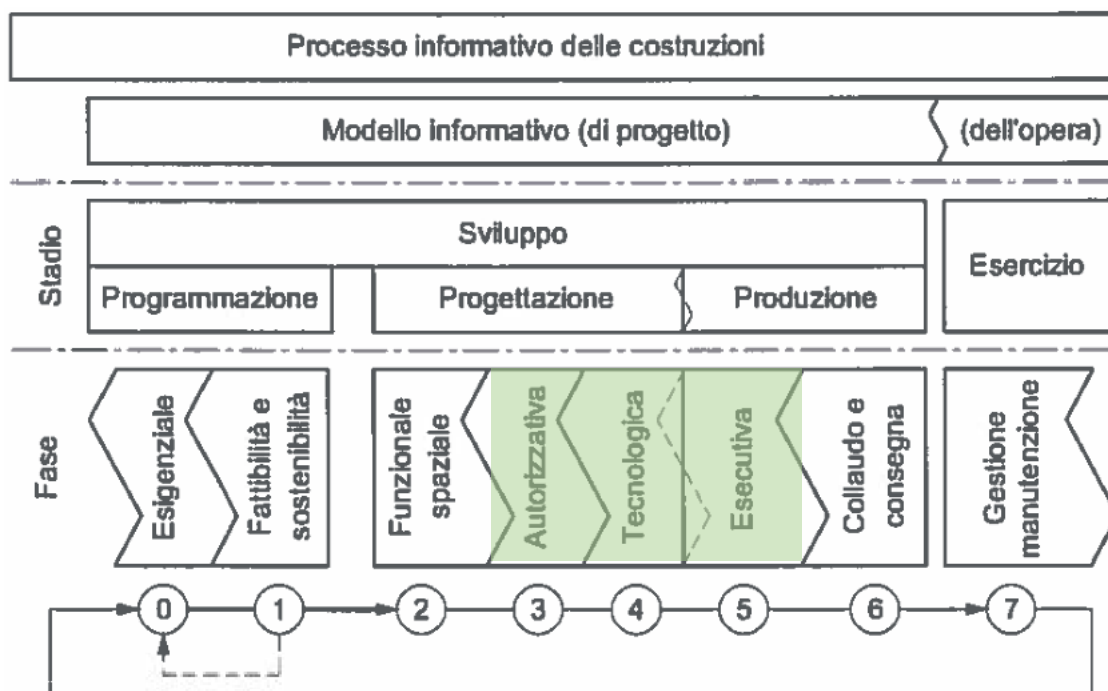 Processo informativo delle costruzioni
Modello informativo (di progetto)
(dell'opera)
Stadio
Sviluppo
Esercizio
Programmazione
Progettazione
Produzione
Fase
Esigenziale
Fattibilità e
sostenibilità
Funzionale
spaziale
Autorizzativa
Tecnologica
Esecutiva
Collaudo e
consegna
Gestione
manutenzione
0
1
2
3
4
5
6
7